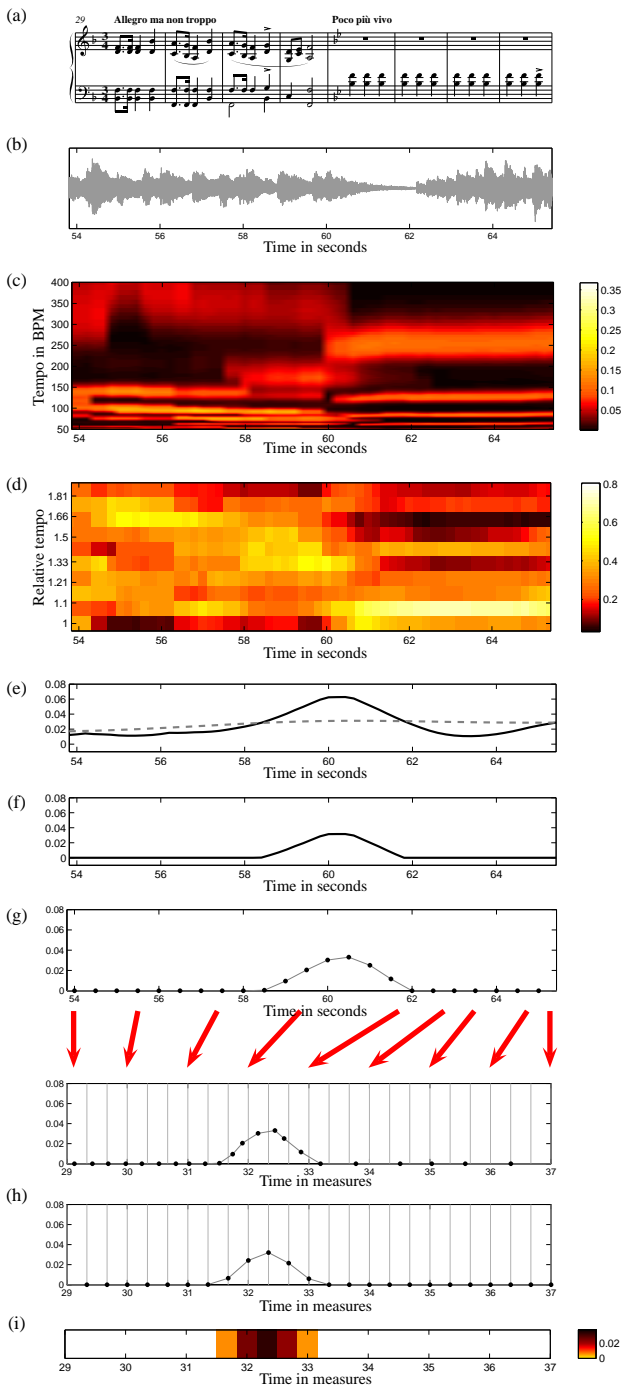 (a)
29 Allegro ma non troppo Poco più vivo
3 4
3 4
(b)
54 56 58 60 62 64
Time in seconds
(c)
400
350
300
250
200
150
100
50
Tempo in BPM
0.35
0.3
0.25
0.2
0.15
0.1
0.05
54 56 58 60 62 64
Time in seconds
(d)
1.81
1.66
1.5
1.33
1.21
1.1
1
Relative tempo
0.8
0.6
0.4
0.2
54 56 58 60 62 64
Time in seconds
(e)
0.08
0.06
0.04
0.02
0
54 56 58 60 62 64
Time in seconds
(f)
0.08
0.06
0.04
0.02
0
54 56 58 60 62 64
Time in seconds
(g)
0.08
0.06
0.04
0.02
0
54 56 58 60 62 64
Time in seconds
0.08
0.06
0.04
0.02
0
29 30 31 32 33 34 35 36 37
Time in measures
(h)
0.08
0.06
0.04
0.02
0
29 30 31 32 33 34 35 36 37
Time in measures
(i)
0.02
0
29 30 31 32 33 34 35 36 37
Time in measures